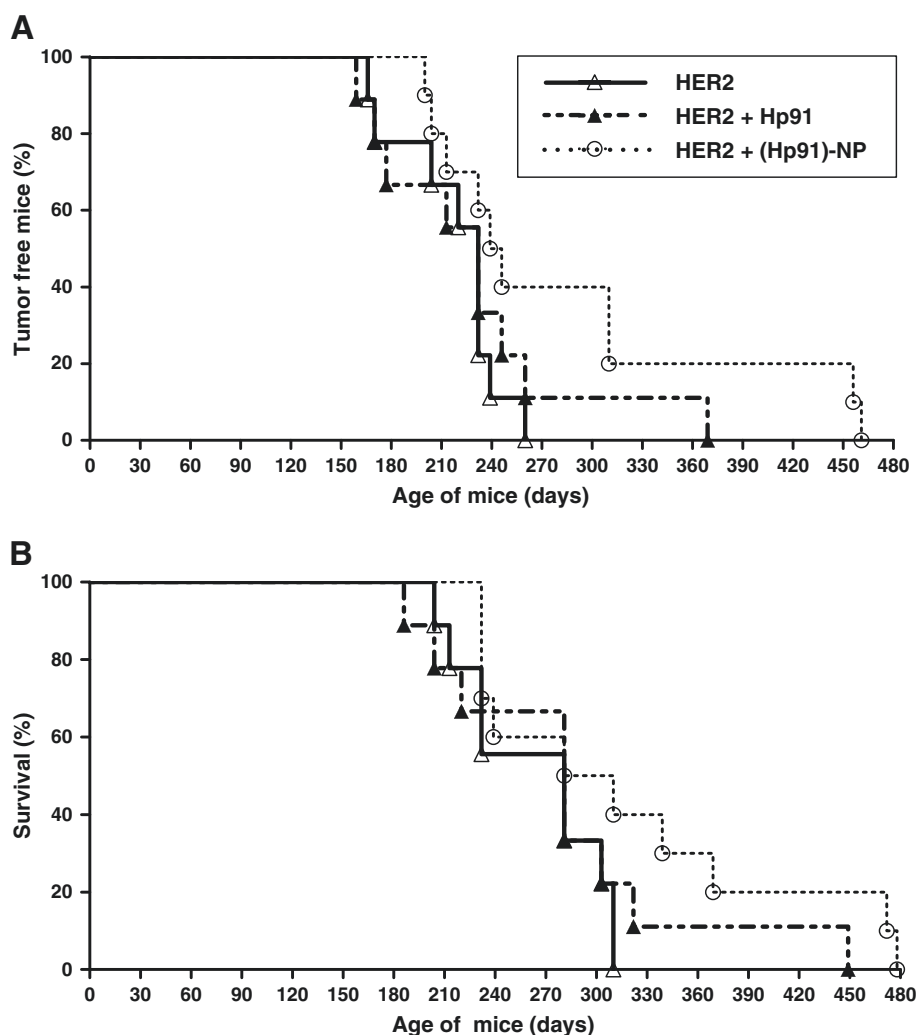 A
100
80
60
40
20
0
Tumor free mice (%)
HER2
HER2 + Hp91
HER2 + (Hp91)-NP
0 30 60 90 120 150 180 210 240 270 300 330 360 390 420 450 480
Age of mice (days)
B
100
80
60
40
20
0
Survival (%)
0 30 60 90 120 150 180 210 240 270 300 330 360 390 420 450 480
Age of mice (days)